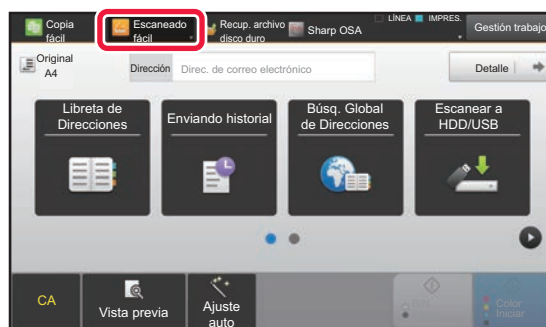 Copia
fácil
Escaneado
fácil
Recup. archivo
disco duro
Sharp OSA
LÍNEA
IMPRES.
Gestión trabajo
Original
A4
Dirección
Direc. de correo electrónico
Detalle
Libreta de
Direcciones
Enviando historial
Búsq. Global
de Direcciones
Escanear a
HDD/USB
CA
Vista previa
Ajuste
auto
Color
Iniciar